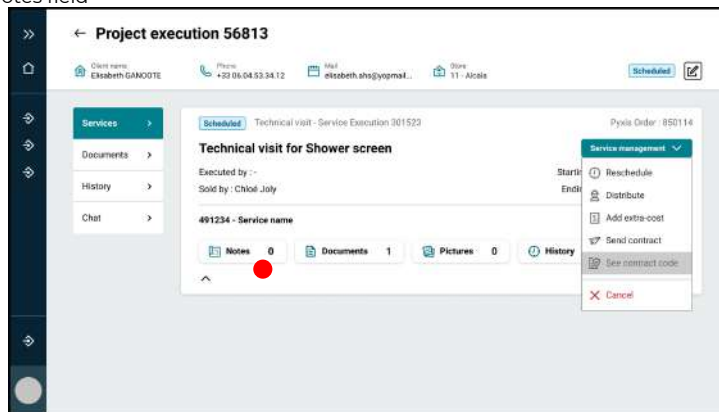 otes field
← Project execution 56813
Client name
Elisabeth GANOOTE
Phone
+33 06.04.53.34.12
Mail
elisabeth.ahs@yopmail...
Store
11 - Alcala
Scheduled
Services >
Documents >
History >
Chat >
Scheduled Technical visit - Service Execution 301523
Pyxis Order : 850114
Technical visit for Shower screen
Service management
Executed by : -
Startin
Sold by : Chloé Joly
Endin
491234 - Service name
Notes 0
Documents 1
Pictures 0
History
Reschedule
Distribute
Add extra-cost
Send contract
See contract code
Cancel